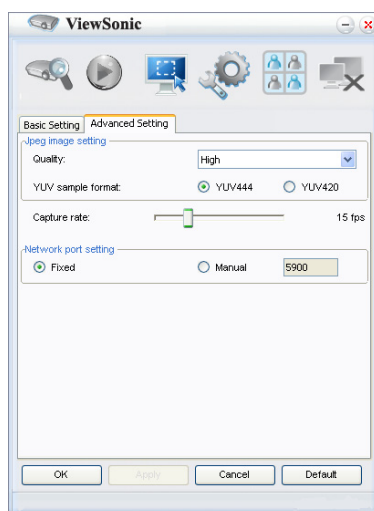 ViewSonic
Basic Setting Advanced Setting
Jpeg image setting
Quality: High
YUV sample format: YUV444 YUV420
Capture rate: 15 fps
Network port setting
Fixed Manual 5900
OK Apply Cancel Default